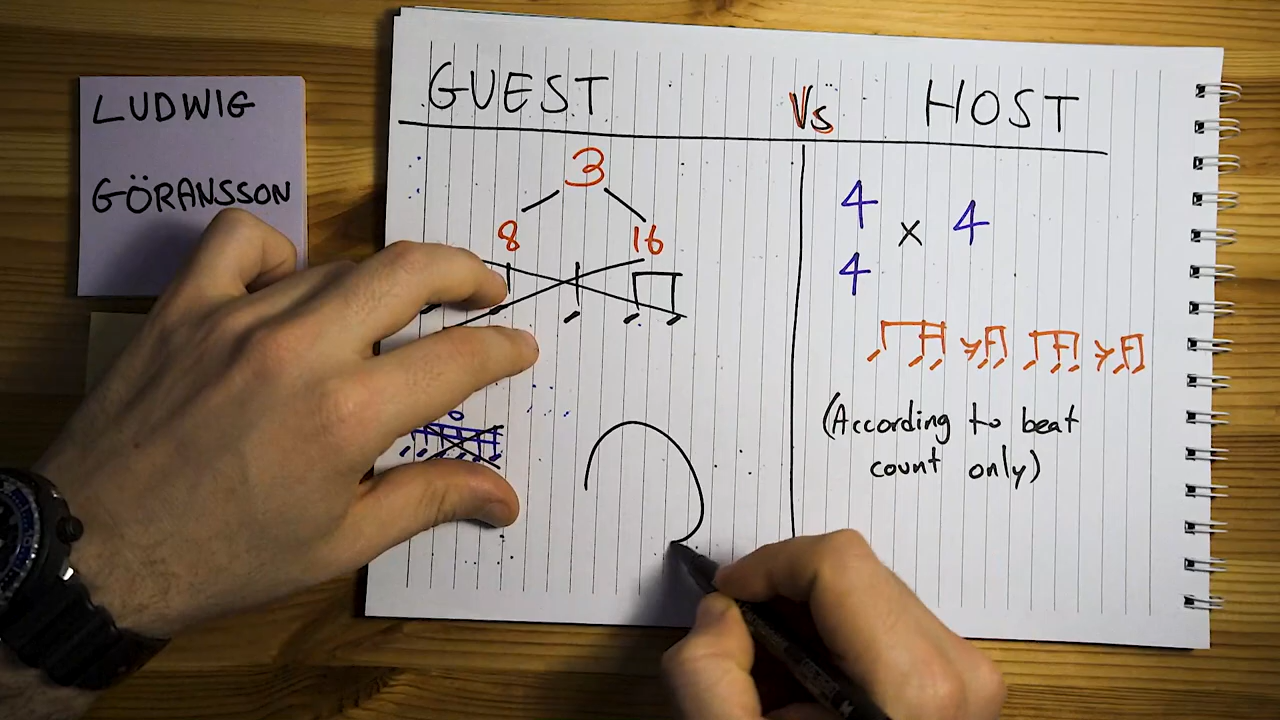 LUDWIG
GÖRANSSON
GUEST Vs HOST
3
8 16
4 x 4
4
(According to beat
count only)